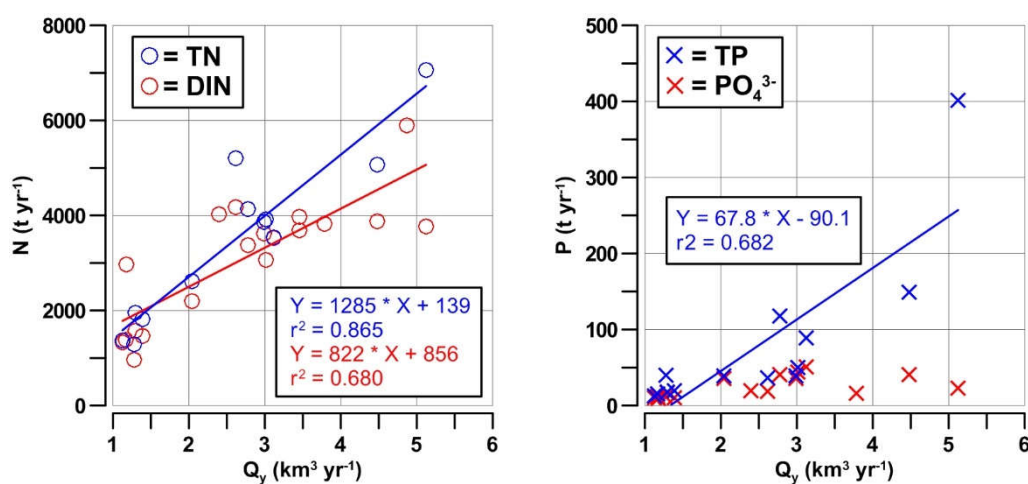 8000
6000
4000
2000
0
N (t yr⁻¹)
= TN
= DIN
Y = 1285 * X + 139
r² = 0.865
Y = 822 * X + 856
r² = 0.680
1 2 3 4 5 6
Qy (km³ yr⁻¹)
500
400
300
200
100
0
P (t yr⁻¹)
= TP
= PO₄³⁻
Y = 67.8 * X - 90.1
r2 = 0.682
1 2 3 4 5 6
Qy (km³ yr⁻¹)